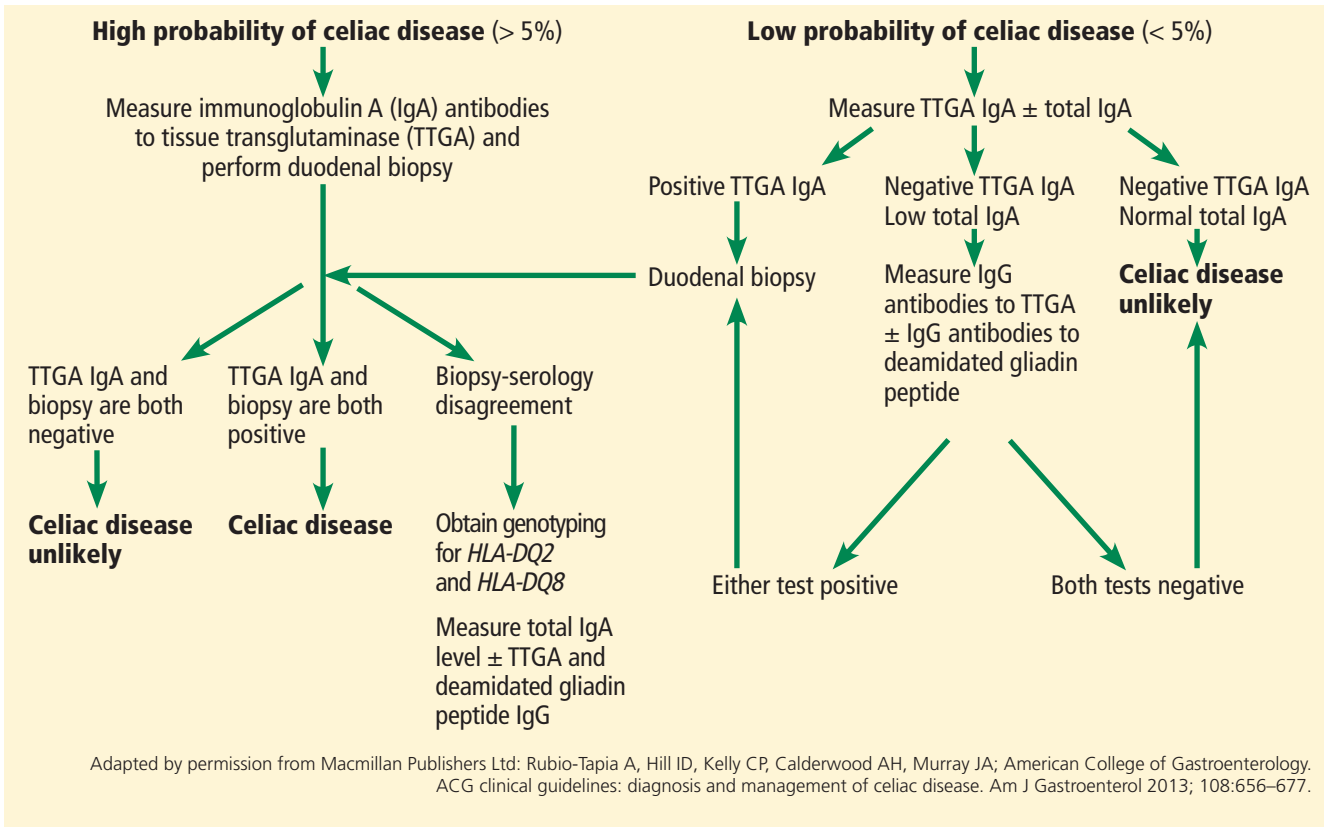 High probability of celiac disease (> 5%)
Measure immunoglobulin A (IgA) antibodies
to tissue transglutaminase (TTGA) and
perform duodenal biopsy
TTGA IgA and
biopsy are both
negative
Celiac disease
unlikely
TTGA IgA and
biopsy are both
positive
Celiac disease
Biopsy-serology
disagreement
Obtain genotyping
for HLA-DQ2
and HLA-DQ8
Measure total IgA
level ± TTGA and
deamidated gliadin
peptide IgG
Low probability of celiac disease (< 5%)
Measure TTGA IgA ± total IgA
Positive TTGA IgA
Duodenal biopsy
Negative TTGA IgA
Low total IgA
Measure IgG
antibodies to TTGA
± IgG antibodies to
deamidated gliadin
peptide
Negative TTGA IgA
Normal total IgA
Celiac disease
unlikely
Either test positive
Both tests negative
Adapted by permission from Macmillan Publishers Ltd: Rubio-Tapia A, Hill ID, Kelly CP, Calderwood AH, Murray JA; American College of Gastroenterology.
ACG clinical guidelines: diagnosis and management of celiac disease. Am J Gastroenterol 2013; 108:656–677.